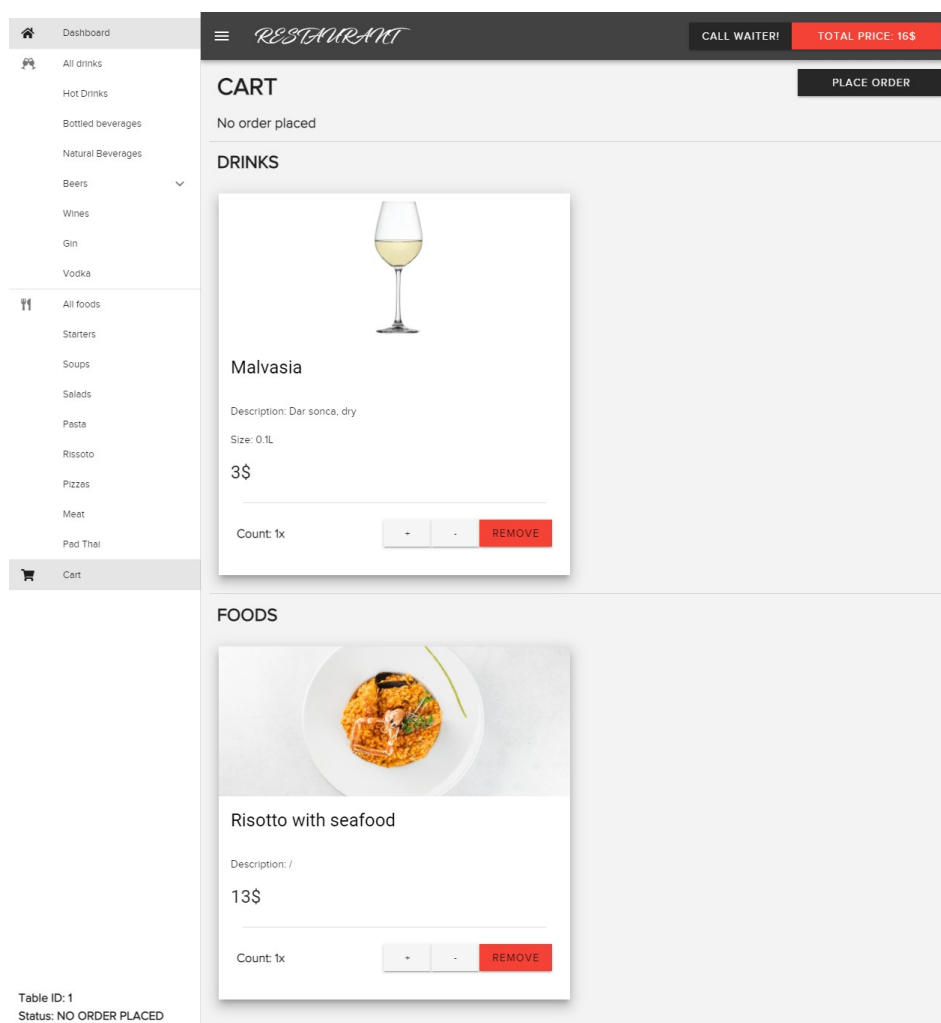 Dashboard
All drinks
Hot Drinks
Bottled beverages
Natural Beverages
Beers
Wines
Gin
Vodka
All foods
Starters
Soups
Salads
Pasta
Rissoto
Pizzas
Meat
Pad Thai
Cart
Table ID: 1
Status: NO ORDER PLACED
RESTAURANT
CALL WAITER!
TOTAL PRICE: 16$
CART
PLACE ORDER
No order placed
DRINKS
Malvasia
Description: Dar sonca, dry
Size: 0.1L
3$
Count: 1x
+
-
REMOVE
FOODS
Risotto with seafood
Description: /
13$
Count: 1x
+
-
REMOVE